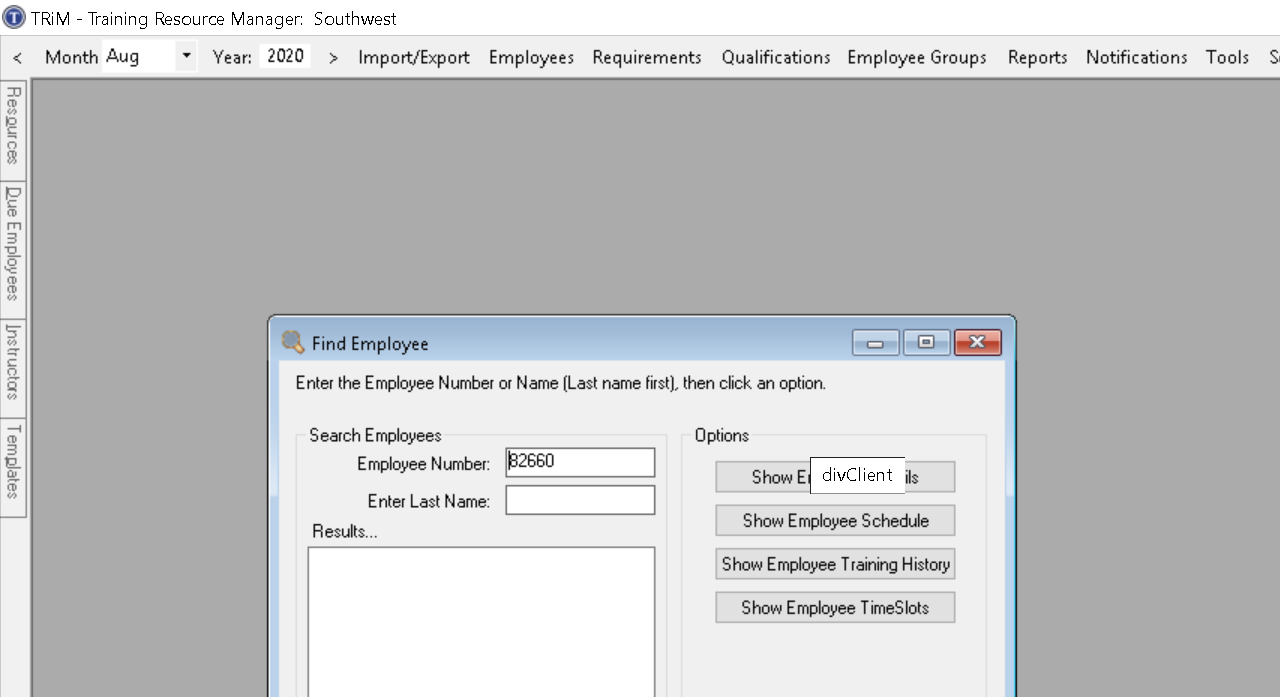 TRiM - Training Resource Manager: Southwest
< Month Aug Year: 2020 > Import/Export Employees Requirements Qualifications Employee Groups Reports Notifications Tools
Resources
Due Employees
Instructors
Templates
Find Employee
Enter the Employee Number or Name (Last name first), then click an option.
Search Employees
Employee Number: 82660
Enter Last Name:
Results...
Options
Show
divClient
Show Employee Schedule
Show Employee Training History
Show Employee TimeSlots